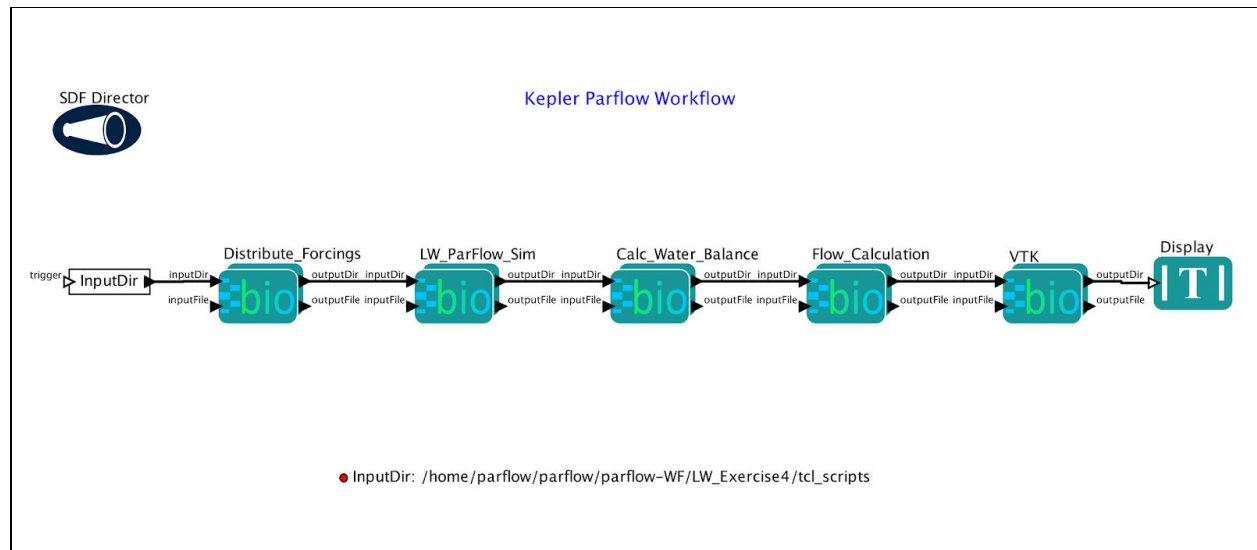 SDF Director
Kepler Parflow Workflow
Distribute_Forcings
LW_ParFlow_Sim
Calc_Water_Balance
Flow_Calculation
VTK
Display
trigger
InputDir
inputDir
outputDir inputDir
outputDir inputDir
outputDir inputDir
outputDir inputDir
outputDir
inputFile
outputFile inputFile
outputFile inputFile
outputFile inputFile
outputFile inputFile
outputFile
bio
bio
bio
bio
bio
T
InputDir: /home/parflow/parflow/parflow-WF/LW_Exercise4/tcl_scripts